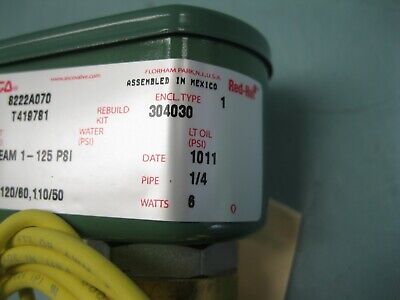 FLORHAM PARK, N.J., U.S.A.
www.ascovalve.com
ASSEMBLED IN MEXICO
Red-Hat
8222A070
T419781
REBUILD KIT 304030
ENCL. TYPE 1
WATER (PSI)
LT OIL (PSI)
EAM 1-125 PSI
DATE 1011
PIPE 1/4
120/60,110/50
WATTS 6